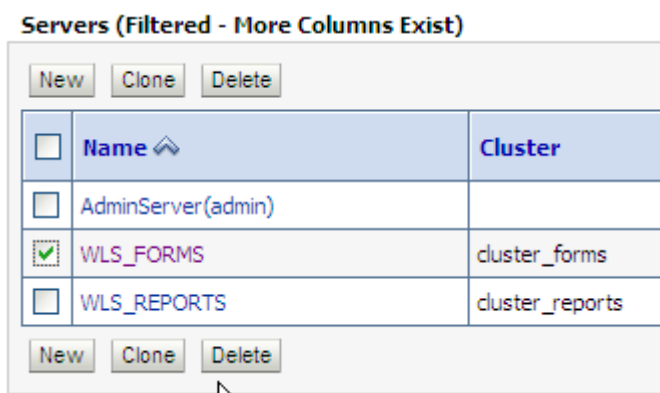 Servers (Filtered - More Columns Exist)
New Clone Delete
Name Cluster
AdminServer(admin)
WLS_FORMS cluster_forms
WLS_REPORTS cluster_reports
New Clone Delete